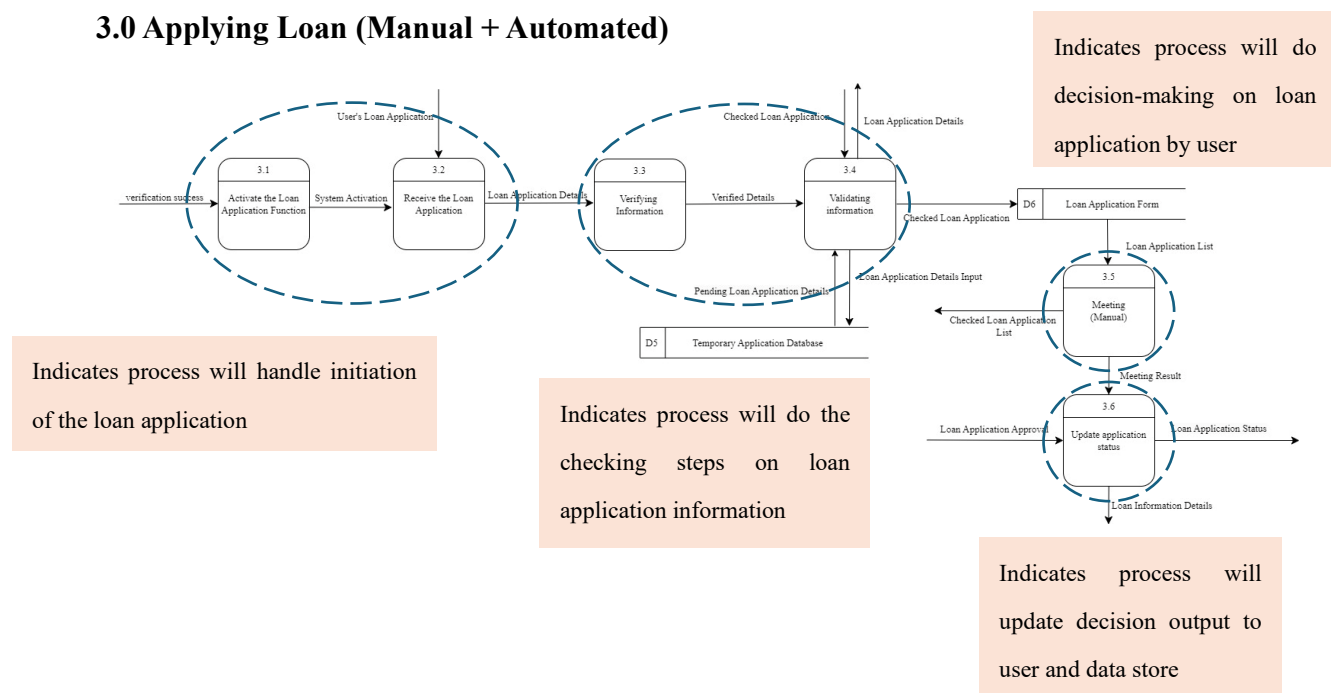 3.0 Applying Loan (Manual + Automated)
Indicates process will do
decision-making on loan
application by user
User's Loan Application
Checked Loan Application
Loan Application Details
3.1
3.2
3.3
3.4
verification success
Activate the Loan
Application Function
System Activation
Receive the Loan
Application
Loan Application Details
Verifying
Information
Verified Details
Validating
information
Checked Loan Application
D6
Loan Application Form
Loan Application List
Pending Loan Application Details
Loan Application Details Input
3.5
Meeting
(Manual)
Checked Loan Application
List
D5
Temporary Application Database
Meeting Result
Indicates process will handle initiation
of the loan application
Indicates process will do the
checking steps on loan
application information
3.6
Loan Application Approval
Update application
status
Loan Application Status
Loan Information Details
Indicates process will
update decision output to
user and data store